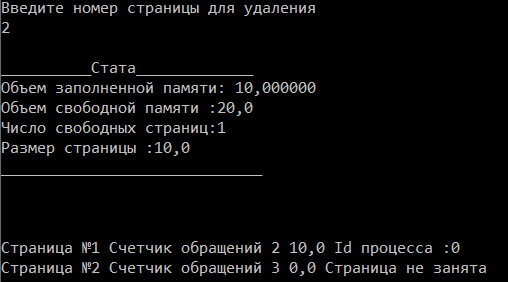 Введите номер страницы для удаления
2
__________Стата_____________
Объем заполненной памяти: 10,000000
Объем свободной памяти :20,0
Число свободных страниц:1
Размер страницы :10,0
_____________________________
Страница №1 Счетчик обращений 2 10,0 Id процесса :0
Страница №2 Счетчик обращений 3 0,0 Страница не занята